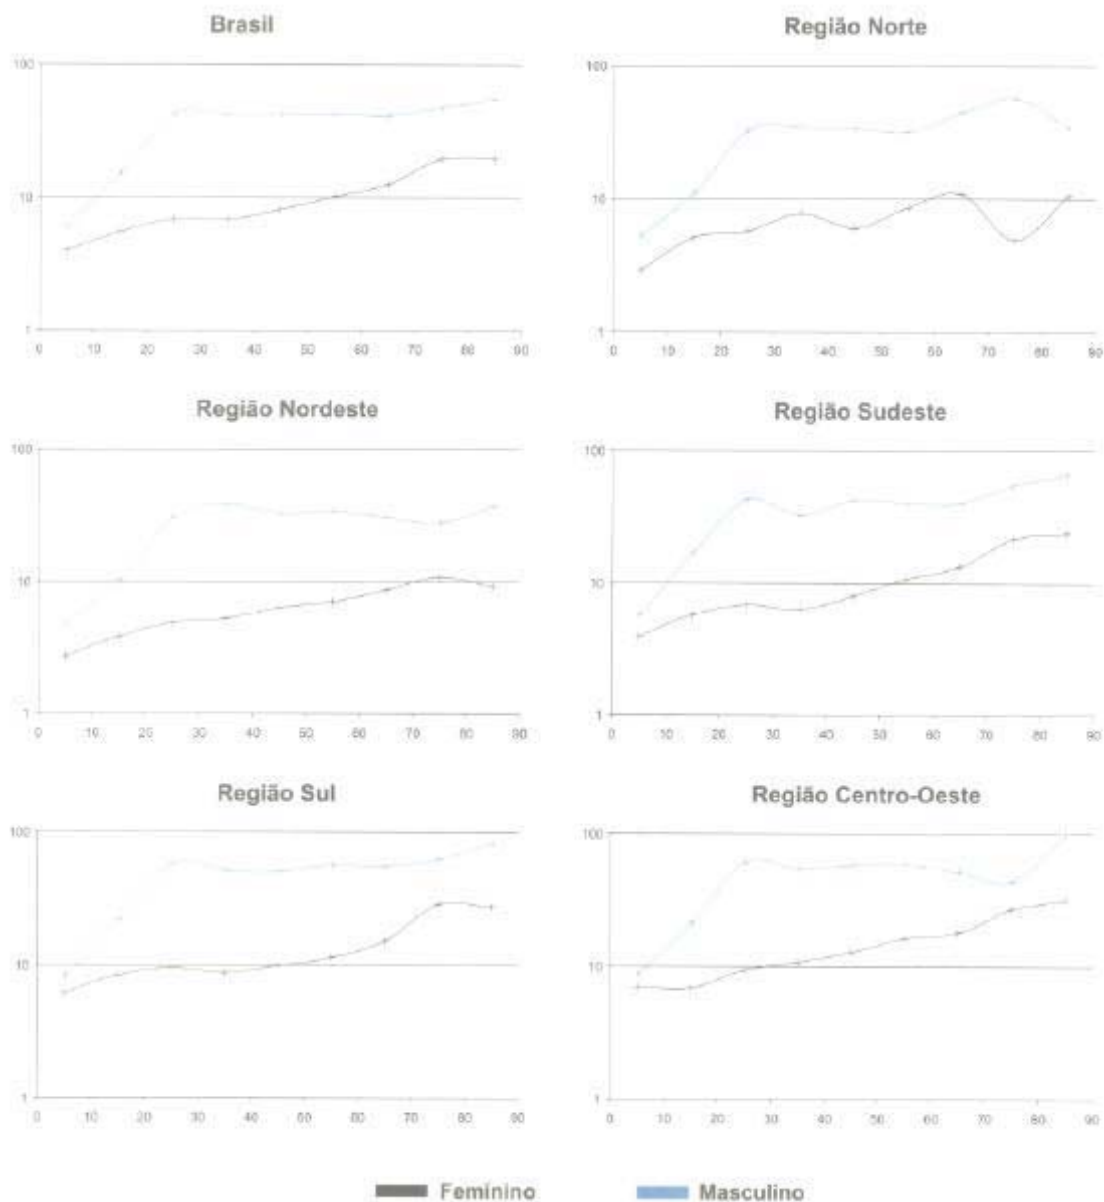 Brasil
100
10
1
0 10 20 30 40 50 60 70 80 90
Região Norte
100
10
1
0 10 20 30 40 50 60 70 80 90
Região Nordeste
100
10
1
0 10 20 30 40 50 60 70 80 90
Região Sudeste
100
10
1
0 10 20 30 40 50 60 70 80 90
Região Sul
100
10
1
0 10 20 30 40 50 60 70 80 90
Região Centro-Oeste
100
10
1
0 10 20 30 40 50 60 70 80 90
Feminino Masculino